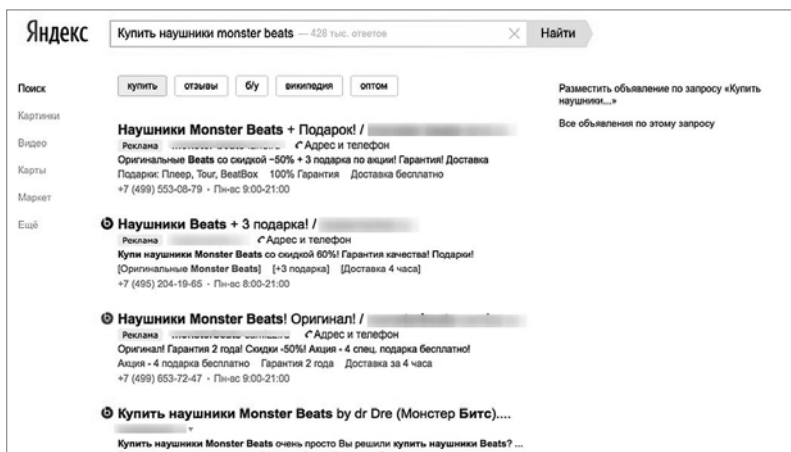 Яндекс
Купить наушники monster beats — 428 тыс. ответов
Найти
Поиск
Картинки
Видео
Карты
Маркет
Ещё
купить отзывы б/у википедия оптом
Наушники Monster Beats + Подарок! /
Реклама Адрес и телефон
Оригинальные Beats со скидкой −50% + 3 подарка по акции! Гарантия! Доставка
Подарки: Плеер, Tour, BeatBox 100% Гарантия Доставка бесплатно
+7 (499) 553-08-79 · Пн-вс 9:00-21:00
Наушники Beats + 3 подарка! /
Реклама Адрес и телефон
Купи наушники Monster Beats со скидкой 60%! Гарантия качества! Подарки!
[Оригинальные Monster Beats] [+3 подарка] [Доставка 4 часа]
+7 (495) 204-19-65 · Пн-вс 8:00-21:00
Наушники Monster Beats! Оригинал! /
Реклама Адрес и телефон
Оригинал! Гарантия 2 года! Скидки -50%! Акция - 4 спец. подарка бесплатно!
Акция - 4 подарка бесплатно Гарантия 2 года Доставка за 4 часа
+7 (499) 653-72-47 · Пн-вс 9:00-21:00
Купить наушники Monster Beats by dr Dre (Монстер Битс)....
Купить наушники Monster Beats очень просто Вы решили купить наушники Beats? ...
Разместить объявление по запросу «Купить
наушники...»
Все объявления по этому запросу